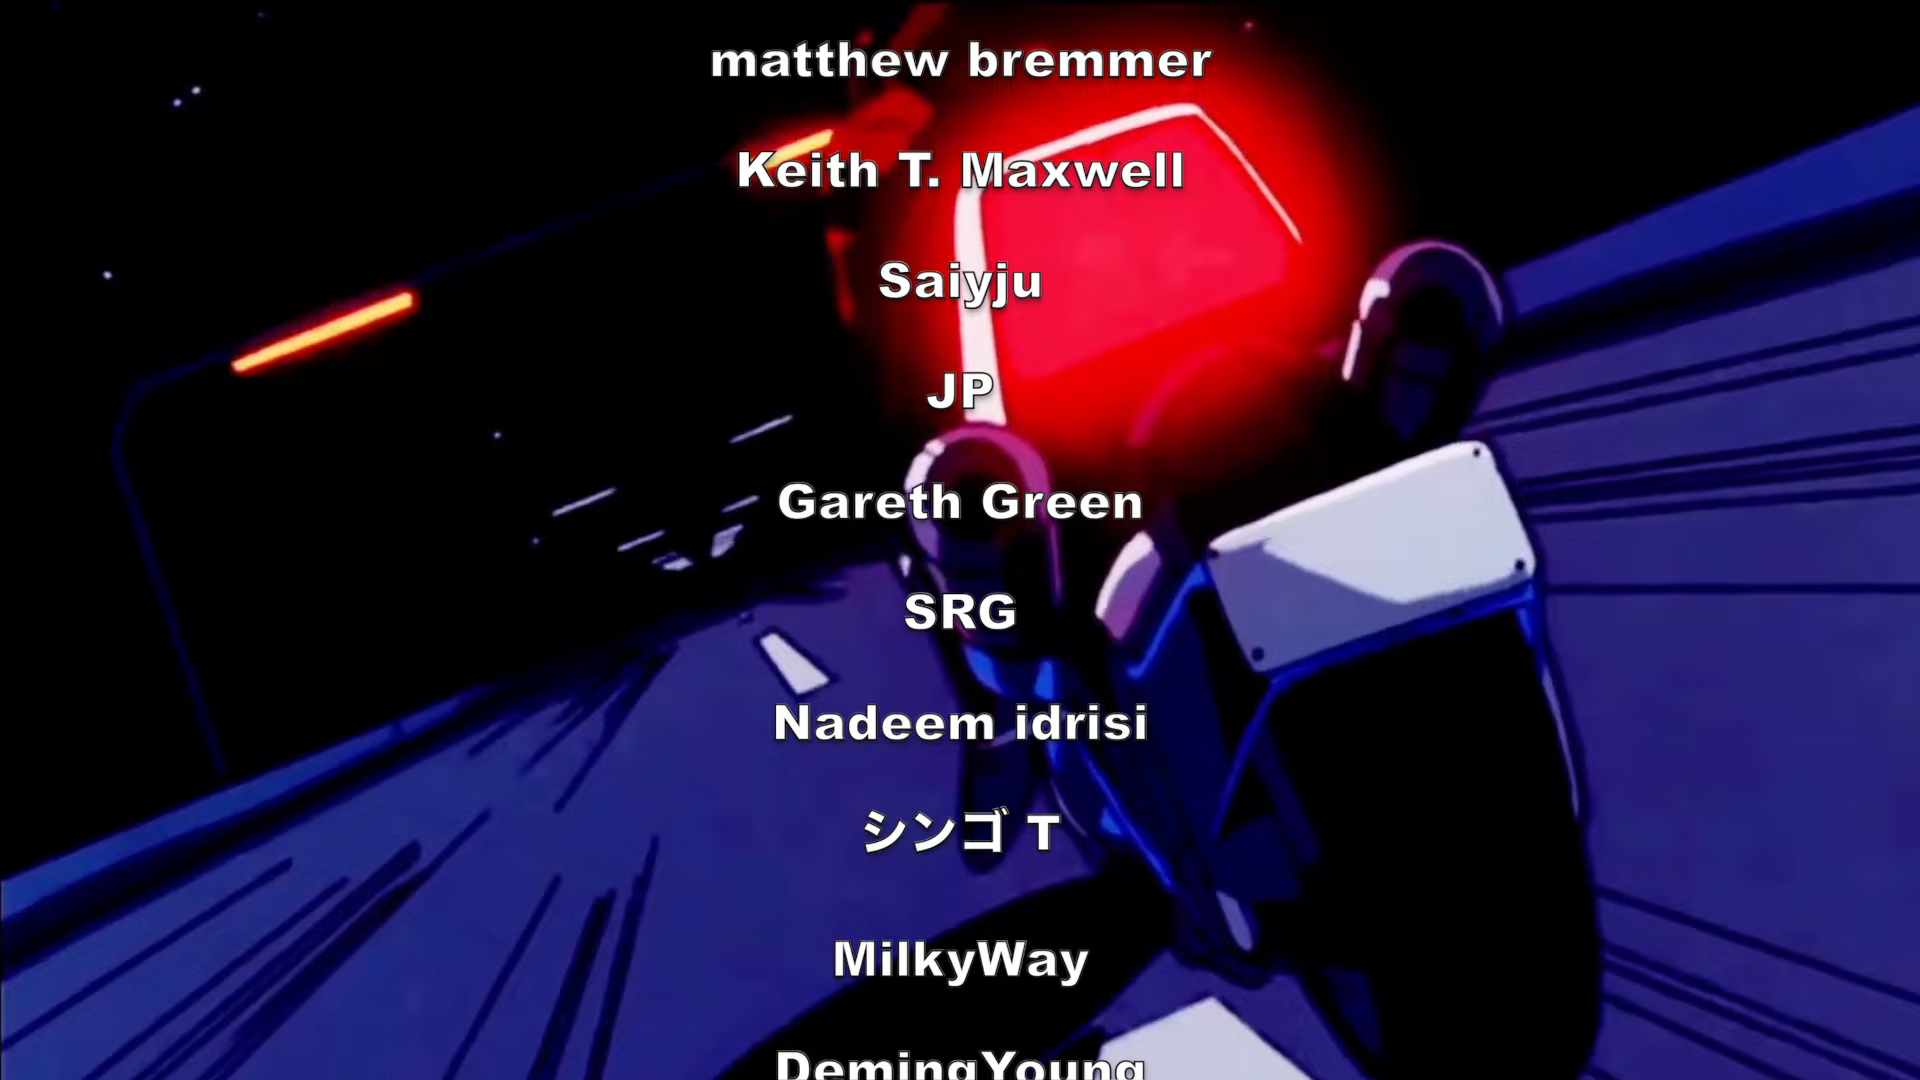 matthew bremmer
Keith T. Maxwell
Saiyju
JP
Gareth Green
SRG
Nadeem idrisi
シンゴ T
MilkyWay
DemingYoung